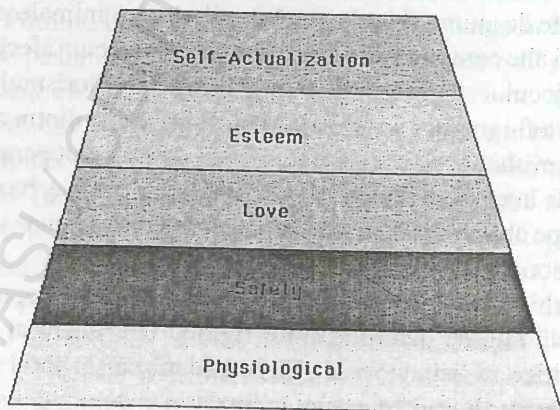 Self-Actualization
Esteem
Love
Safety
Physiological